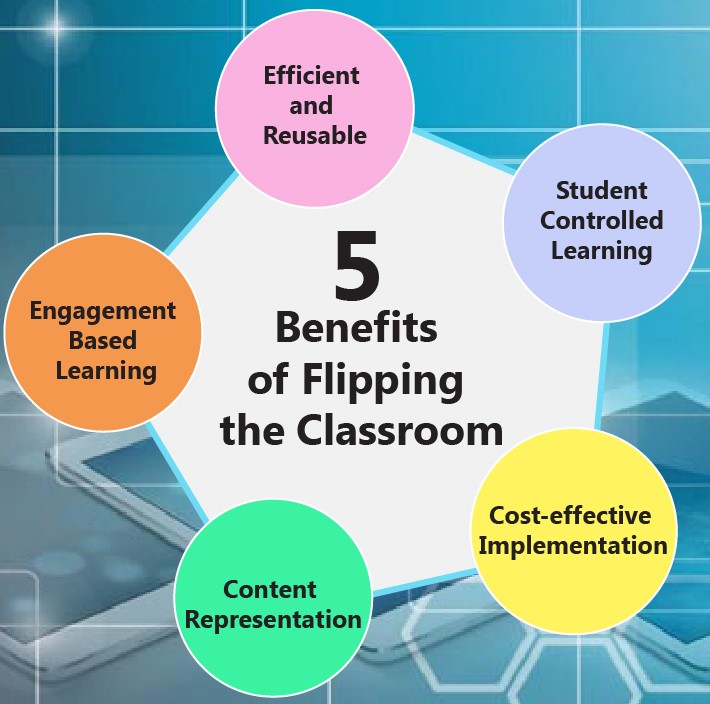 5
Benefits
of Flipping
the Classroom
Efficient
and
Reusable
Student
Controlled
Learning
Cost-effective
Implementation
Content
Representation
Engagement
Based
Learning